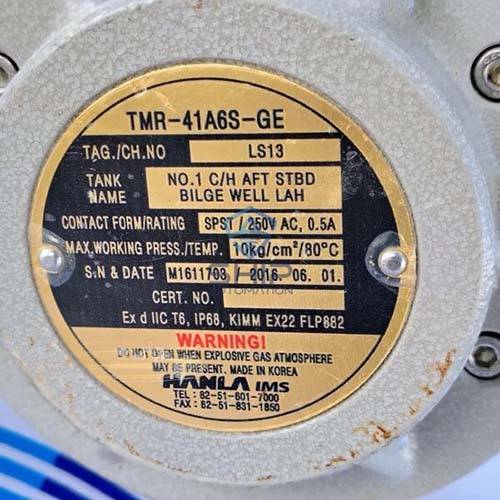 TMR-41A6S-GE
TAG./CH.NO LS13
TANK NAME NO.1 C/H AFT STBD
BILGE WELL LAH
CONTACT FORM/RATING SPST / 250V AC, 0.5A
MAX.WORKING PRESS./TEMP. 10kg/cm²/80°C
S:N & DATE M1611708 2016. 06. 01.
CERT. NO.
Ex d IIC T6, IP68, KIMM EX22 FLP882
WARNING!
DO NOT OPEN WHEN EXPLOSIVE GAS ATMOSPHERE
MAY BE PRESENT. MADE IN KOREA
HANLA IMS
TEL : 82-51-601-7000
FAX : 82-51-831-1850